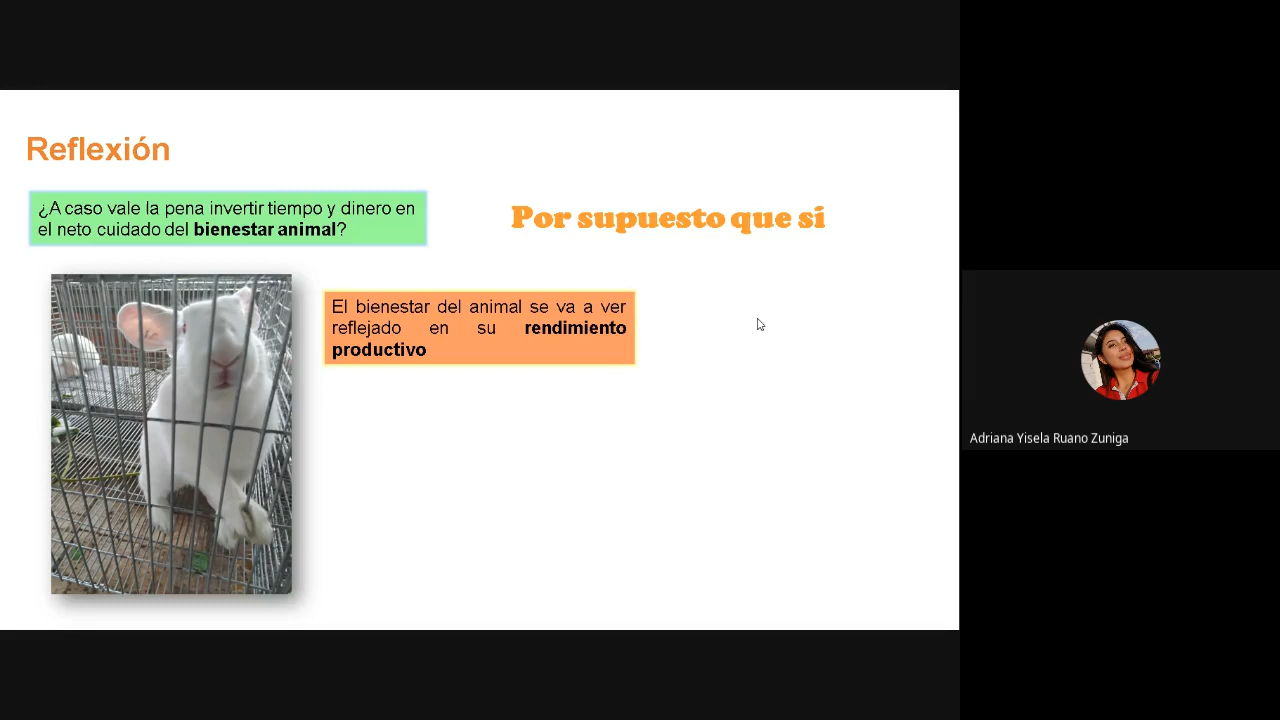 Reflexión
¿A caso vale la pena invertir tiempo y dinero en
el neto cuidado del bienestar animal?
Por supuesto que si
El bienestar del animal se va a ver
reflejado en su rendimiento
productivo
Adriana Yisela Ruano Zuniga